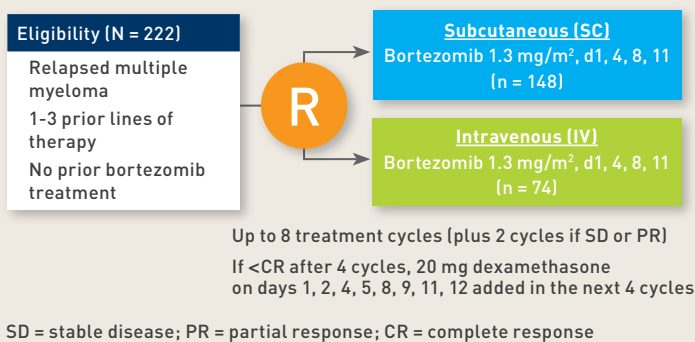 Eligibility (N = 222)
Relapsed multiple
myeloma
1-3 prior lines of
therapy
No prior bortezomib
treatment
R
Subcutaneous (SC)
Bortezomib 1.3 mg/m², d1, 4, 8, 11
(n = 148)
Intravenous (IV)
Bortezomib 1.3 mg/m², d1, 4, 8, 11
(n = 74)
Up to 8 treatment cycles (plus 2 cycles if SD or PR)
If <CR after 4 cycles, 20 mg dexamethasone
on days 1, 2, 4, 5, 8, 9, 11, 12 added in the next 4 cycles
SD = stable disease; PR = partial response; CR = complete response